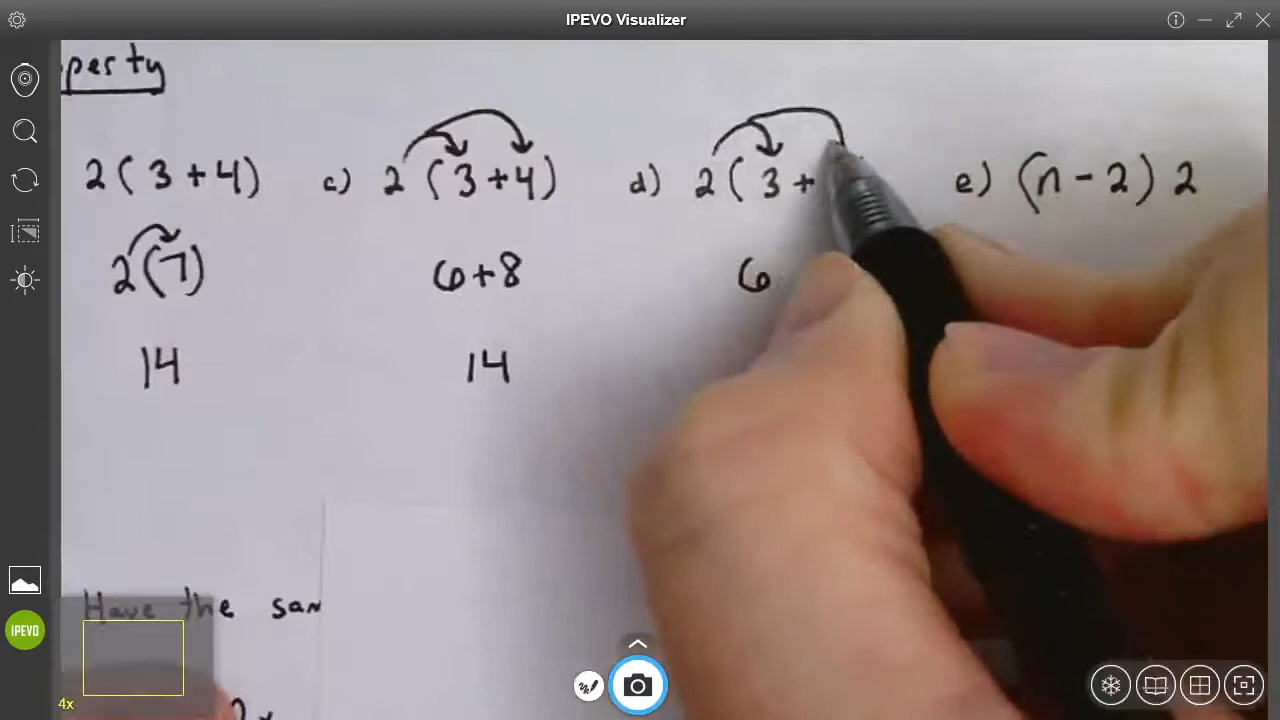 IPEVO Visualizer
perty
2(3+4) c) 2(3+4) d) 2(3+ e) (n-2)2
2(7) 6+8 6
14 14
Have the
IPEVO
4x